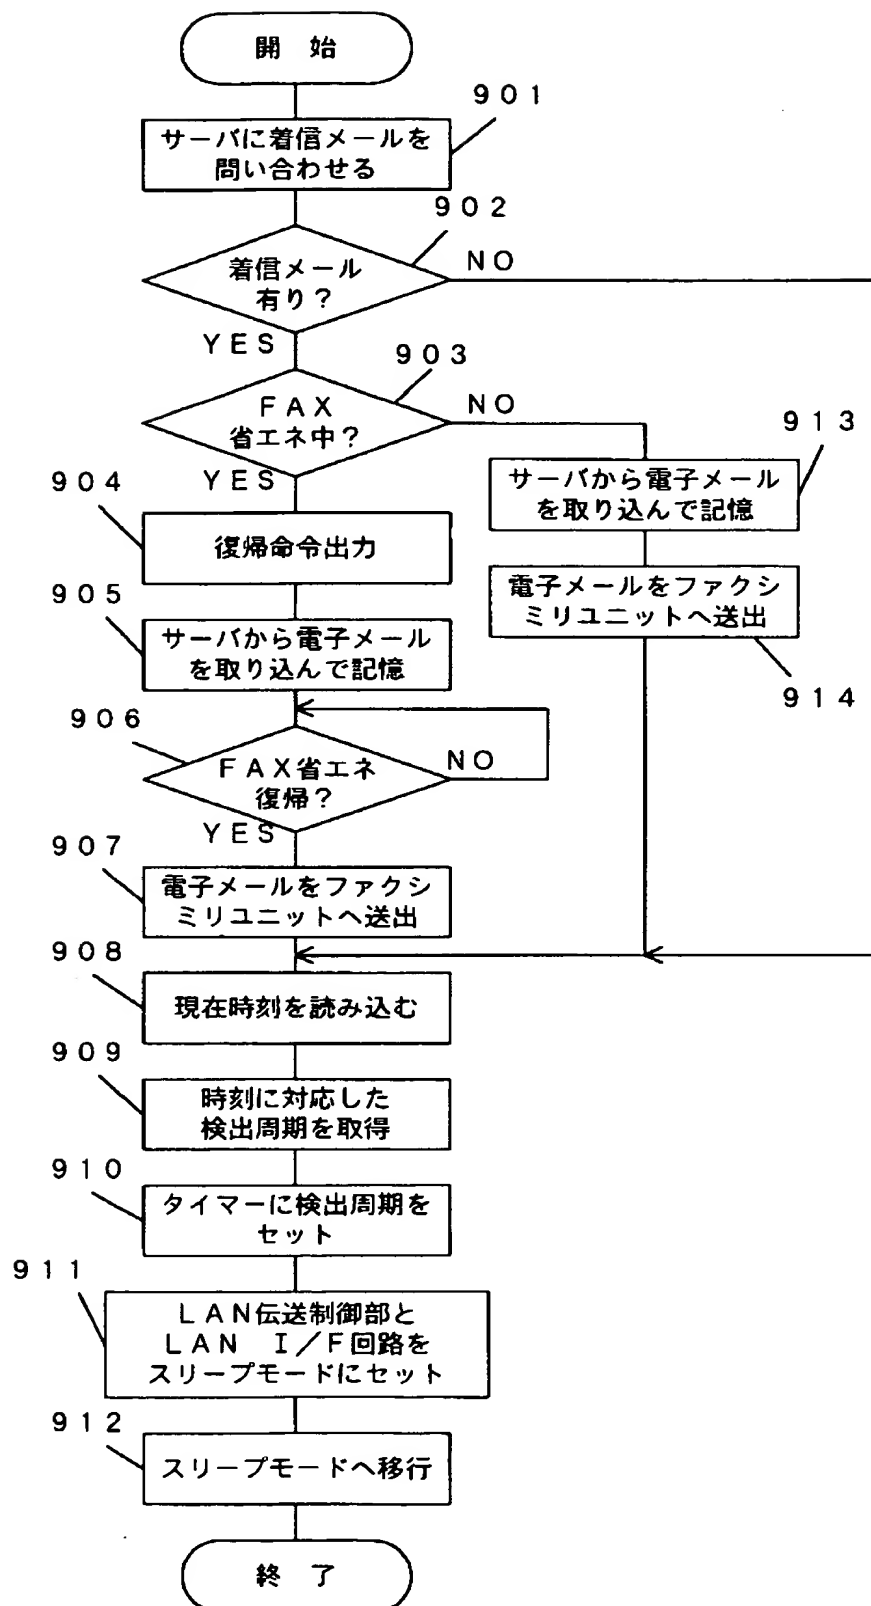 開 始
901
サーバに着信メールを
問い合わせる
902
着信メール
有り?
NO
YES
903
FAX
省エネ中?
NO
YES
913
サーバから電子メール
を取り込んで記憶
904
復帰命令出力
電子メールをファクシ
ミリユニットへ送出
914
905
サーバから電子メール
を取り込んで記憶
906
FAX省エネ
復帰?
NO
YES
907
電子メールをファクシ
ミリユニットへ送出
908
現在時刻を読み込む
909
時刻に対応した
検出周期を取得
910
タイマーに検出周期を
セット
911
LAN伝送制御部と
LAN I/F回路を
スリープモードにセット
912
スリープモードへ移行
終 了